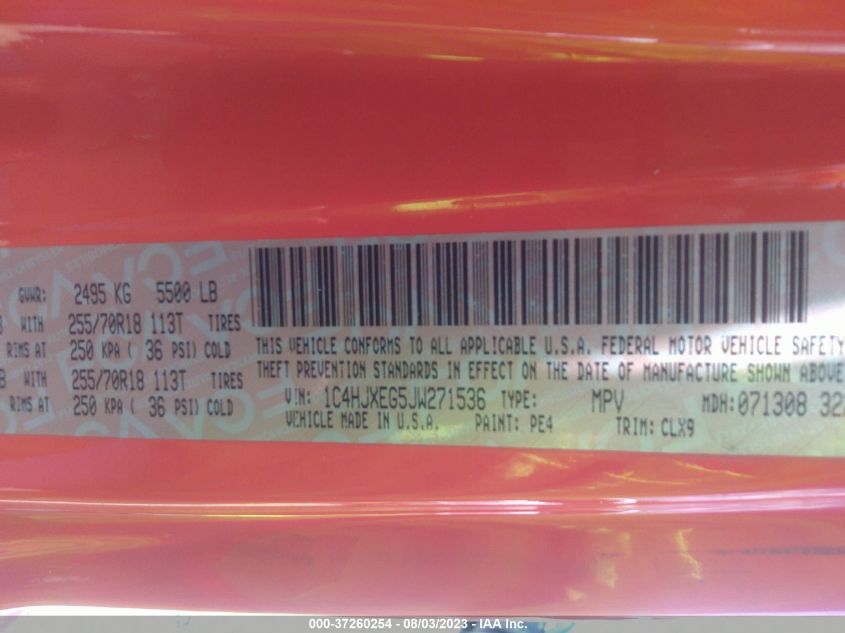 GVWR: 2495 KG 5500 LB
B WITH 255/70R18 113T TIRES
RIMS AT 250 KPA ( 36 PSI) COLD
B WITH 255/70R18 113T TIRES
RIMS AT 250 KPA ( 36 PSI) COLD
THIS VEHICLE CONFORMS TO ALL APPLICABLE U.S.A. FEDERAL MOTOR VEHICLE SAFETY
THEFT PREVENTION STANDARDS IN EFFECT ON THE DATE OF MANUFACTURE SHOWN ABOVE
VIN: 1C4HJXEG5JW271536 TYPE: MPV MDH: 071308 32
VEHICLE MADE IN U.S.A. PAINT: PE4 TRIM: CLX9
000-37260254 - 08/03/2023 - IAA Inc.